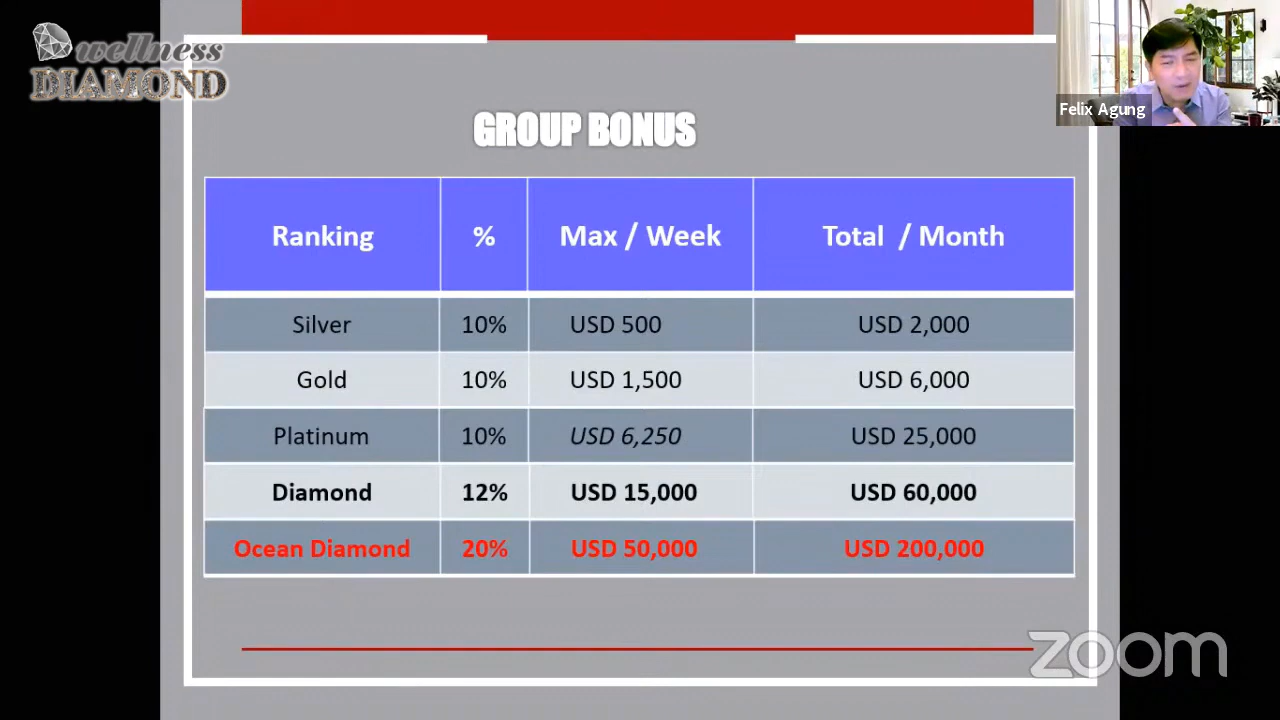 wellness
DIAMOND
Felix Agung
GROUP BONUS
Ranking % Max / Week Total / Month
Silver 10% USD 500 USD 2,000
Gold 10% USD 1,500 USD 6,000
Platinum 10% USD 6,250 USD 25,000
Diamond 12% USD 15,000 USD 60,000
Ocean Diamond 20% USD 50,000 USD 200,000
zoom